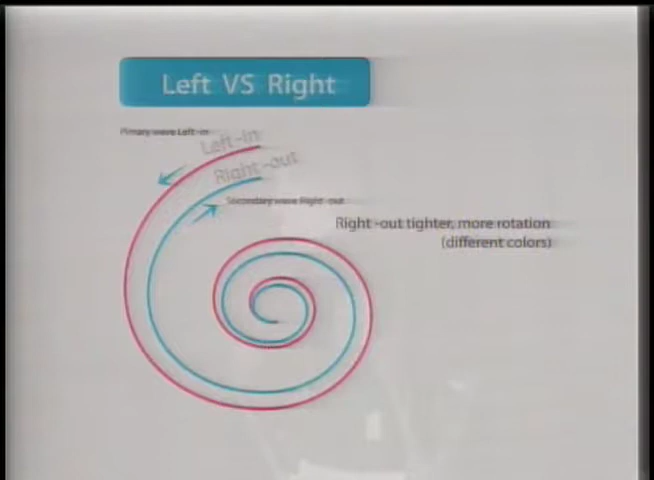 Left VS Right
Primary wave Left-in
Left-in
Right-out
Secondary wave Right-out
Right-out tighter, more rotation
(different colors)